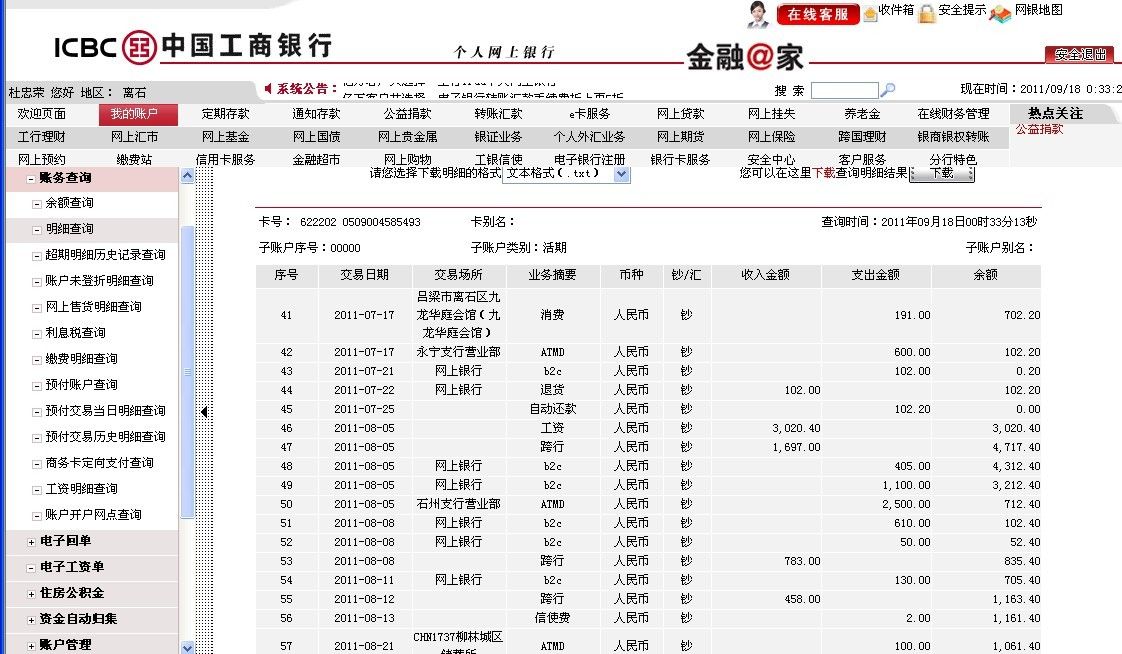 在线客服 收件箱 安全提示 网银地图
ICBC 中国工商银行 个人网上银行 金融@家 安全退出
杜忠荣 您好 地区： 离石 系统公告： 搜 索 现在时间：2011/09/18 0:33:2
欢迎页面 我的账户 定期存款 通知存款 公益捐款 转账汇款 e卡服务 网上贷款 网上挂失 养老金 在线财务管理 热点关注
工行理财 网上汇市 网上基金 网上国债 网上贵金属 银证业务 个人外汇业务 网上期货 网上保险 跨国理财 银商银权转账 公益捐款
网上预约 缴费站 信用卡服务 金融超市 网上购物 工银信使 电子银行注册 银行卡服务 安全中心 客户服务 分行特色
账务查询
余额查询
明细查询
超期明细历史记录查询
账户未登折明细查询
网上售货明细查询
利息税查询
缴费明细查询
预付账户查询
预付交易当日明细查询
预付交易历史明细查询
商务卡定向支付查询
工资明细查询
账户开户网点查询
电子回单
电子工资单
住房公积金
资金自动归集
账户管理
请您选择下载明细的格式 文本格式(.txt) 您可以在这里下载查询明细结果 下载
卡号： 622202 0509004585493 卡别名： 查询时间：2011年09月18日00时33分13秒
子账户序号：00000 子账户类别：活期 子账户别名：
序号 交易日期 交易场所 业务摘要 币种 钞/汇 收入金额 支出金额 余额
41 2011-07-17 吕梁市离石区九龙华庭会馆(九龙华庭会馆) 消费 人民币 钞 191.00 702.20
42 2011-07-17 永宁支行营业部 ATMD 人民币 钞 600.00 102.20
43 2011-07-21 网上银行 b2c 人民币 钞 102.00 0.20
44 2011-07-22 网上银行 退货 人民币 钞 102.00 102.20
45 2011-07-25 自动还款 人民币 钞 102.20 0.00
46 2011-08-05 工资 人民币 钞 3,020.40 3,020.40
47 2011-08-05 跨行 人民币 钞 1,697.00 4,717.40
48 2011-08-05 网上银行 b2c 人民币 钞 405.00 4,312.40
49 2011-08-05 网上银行 b2c 人民币 钞 1,100.00 3,212.40
50 2011-08-05 石州支行营业部 ATMD 人民币 钞 2,500.00 712.40
51 2011-08-08 网上银行 b2c 人民币 钞 610.00 102.40
52 2011-08-08 网上银行 b2c 人民币 钞 50.00 52.40
53 2011-08-08 跨行 人民币 钞 783.00 835.40
54 2011-08-11 网上银行 b2c 人民币 钞 130.00 705.40
55 2011-08-12 跨行 人民币 钞 458.00 1,163.40
56 2011-08-13 信使费 人民币 钞 2.00 1,161.40
57 2011-08-21 CHN1737柳林城区 ATMD 人民币 钞 100.00 1,061.40